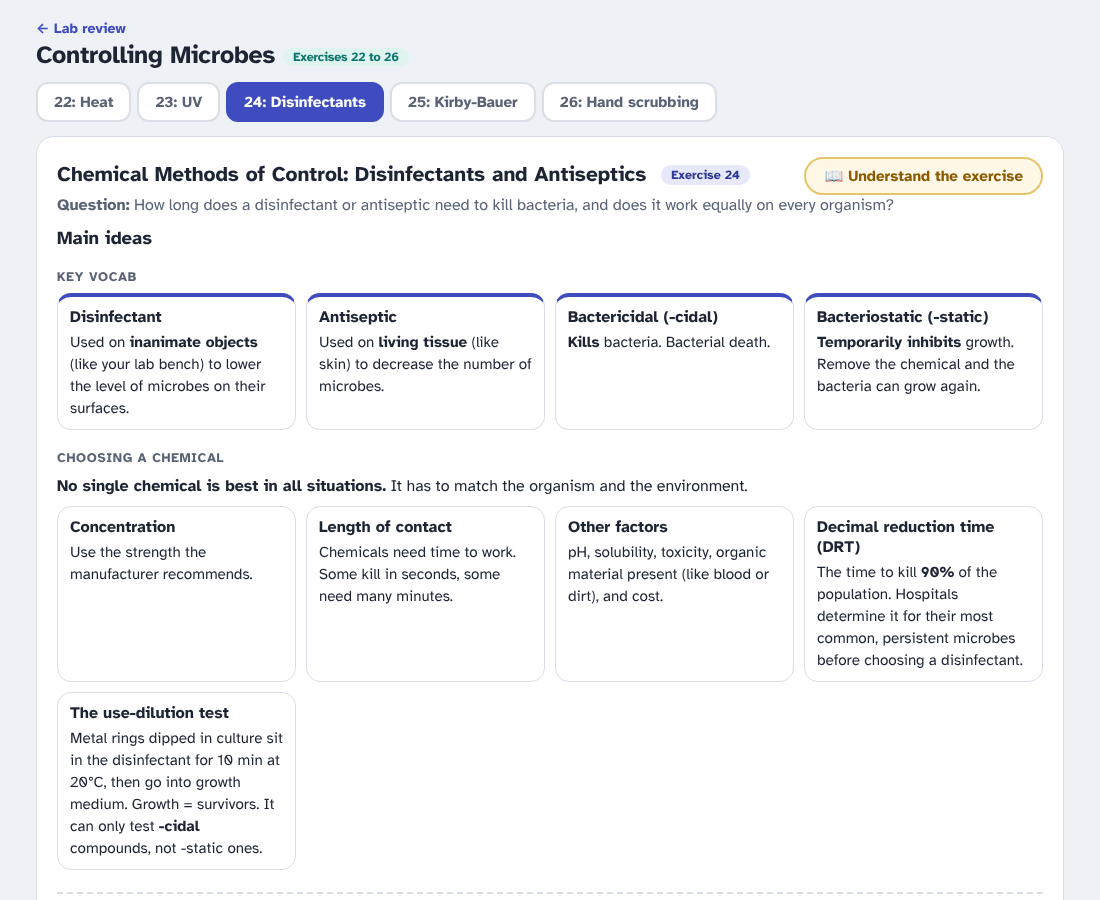 ← Lab review
Controlling Microbes Exercises 22 to 26
22: Heat 23: UV 24: Disinfectants 25: Kirby-Bauer 26: Hand scrubbing
Chemical Methods of Control: Disinfectants and Antiseptics Exercise 24 📖 Understand the exercise
Question: How long does a disinfectant or antiseptic need to kill bacteria, and does it work equally on every organism?
Main ideas
KEY VOCAB
Disinfectant
Used on inanimate objects
(like your lab bench) to lower
the level of microbes on their
surfaces.
Antiseptic
Used on living tissue (like
skin) to decrease the number of
microbes.
Bactericidal (-cidal)
Kills bacteria. Bacterial death.
Bacteriostatic (-static)
Temporarily inhibits growth.
Remove the chemical and the
bacteria can grow again.
CHOOSING A CHEMICAL
No single chemical is best in all situations. It has to match the organism and the environment.
Concentration
Use the strength the
manufacturer recommends.
Length of contact
Chemicals need time to work.
Some kill in seconds, some
need many minutes.
Other factors
pH, solubility, toxicity, organic
material present (like blood or
dirt), and cost.
Decimal reduction time
(DRT)
The time to kill 90% of the
population. Hospitals
determine it for their most
common, persistent microbes
before choosing a disinfectant.
The use-dilution test
Metal rings dipped in culture sit
in the disinfectant for 10 min at
20°C, then go into growth
medium. Growth = survivors. It
can only test -cidal
compounds, not -static ones.